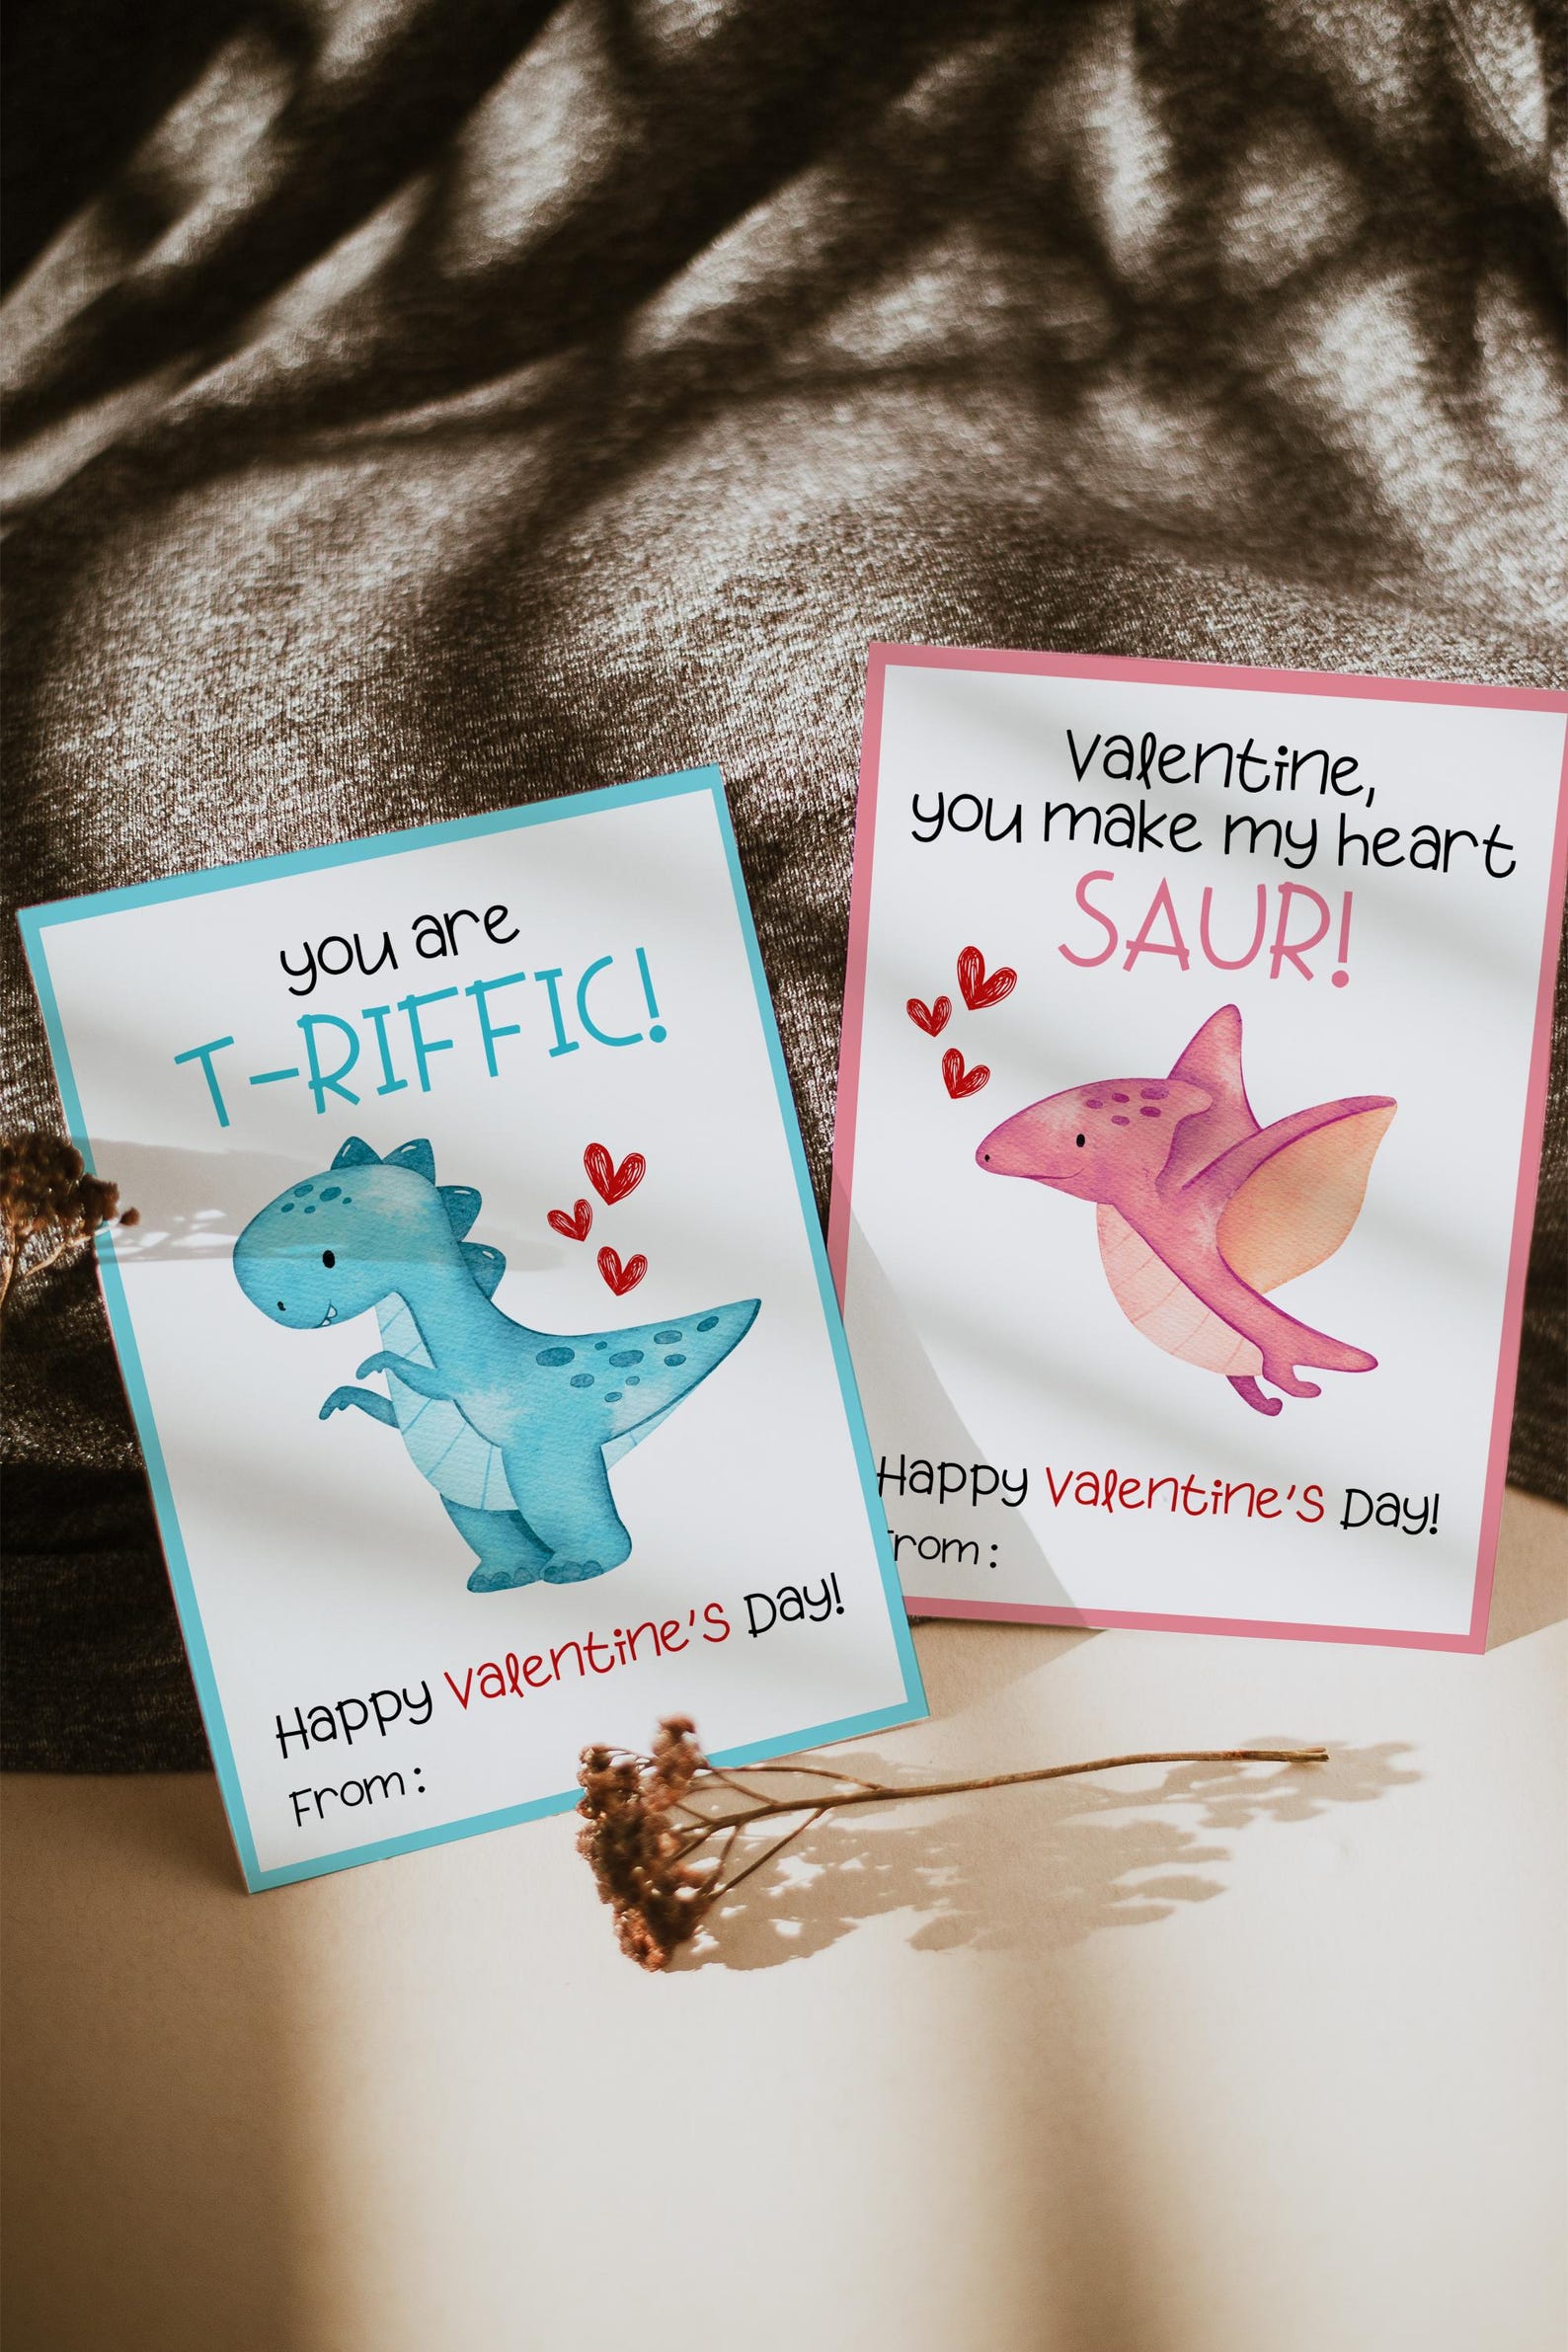 you are
T-RIFFIC!
Happy Valentine's Day!
From:
Valentine,
you make my heart
SAUR!
Happy Valentine's Day!
From: